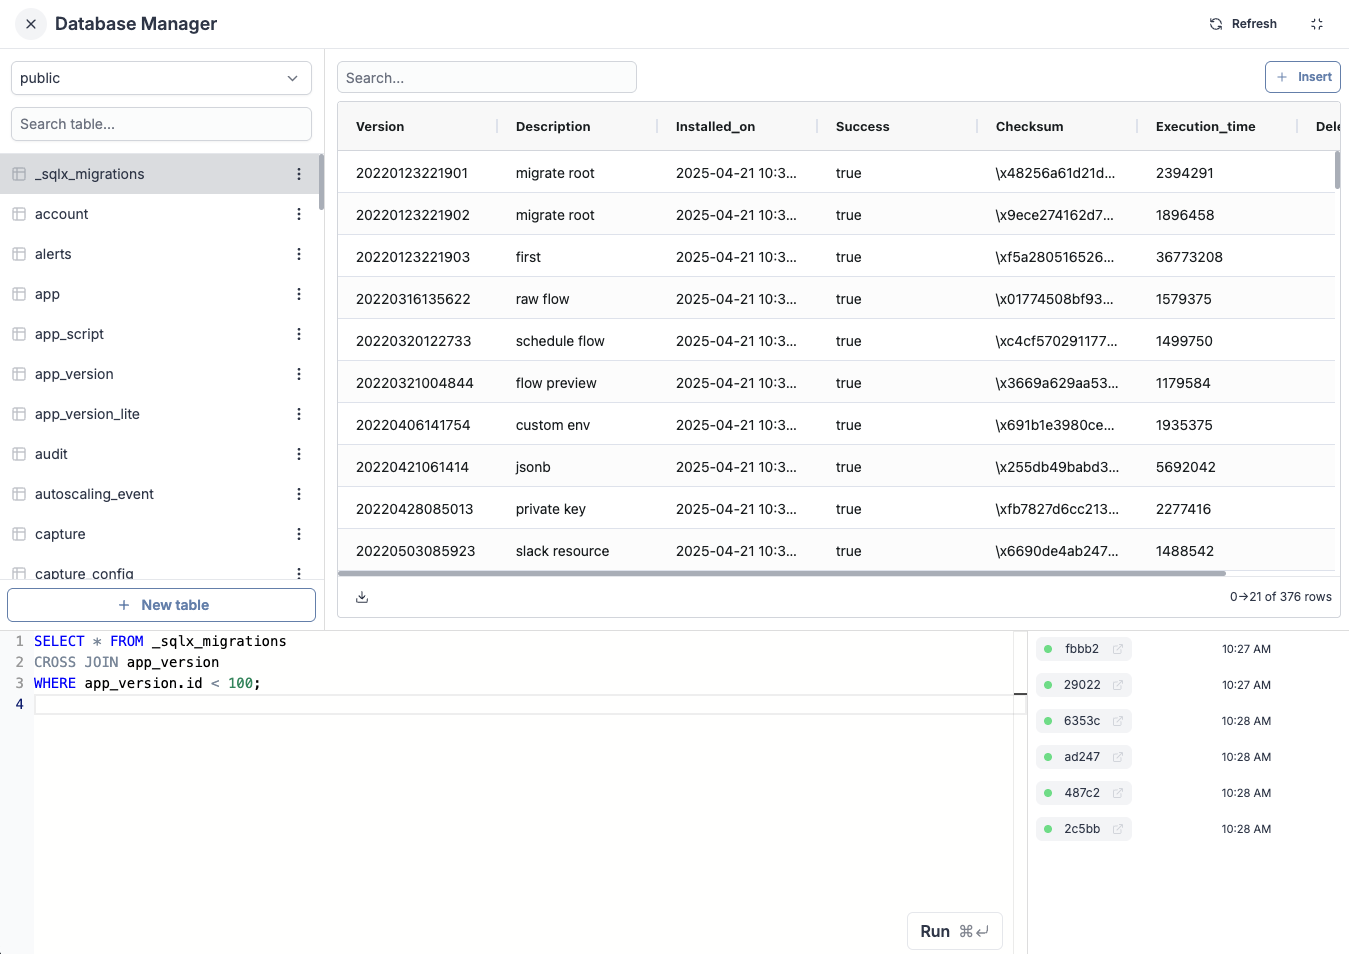 Database Manager
Refresh
public
Search table...
_sqlx_migrations
account
alerts
app
app_script
app_version
app_version_lite
audit
autoscaling_event
capture
capture_config
+ New table
Search...
+ Insert
Version Description Installed_on Success Checksum Execution_time Dele
20220123221901 migrate root 2025-04-21 10:3... true \x48256a61d21d... 2394291
20220123221902 migrate root 2025-04-21 10:3... true \x9ece274162d7... 1896458
20220123221903 first 2025-04-21 10:3... true \xf5a280516526... 36773208
20220316135622 raw flow 2025-04-21 10:3... true \x01774508bf93... 1579375
20220320122733 schedule flow 2025-04-21 10:3... true \xc4cf570291177... 1499750
20220321004844 flow preview 2025-04-21 10:3... true \x3669a629aa53... 1179584
20220406141754 custom env 2025-04-21 10:3... true \x691b1e3980ce... 1935375
20220421061414 jsonb 2025-04-21 10:3... true \x255db49babd3... 5692042
20220428085013 private key 2025-04-21 10:3... true \xfb7827d6cc213... 2277416
20220503085923 slack resource 2025-04-21 10:3... true \x6690de4ab247... 1488542
0→21 of 376 rows
1 SELECT * FROM _sqlx_migrations
2 CROSS JOIN app_version
3 WHERE app_version.id < 100;
4
Run ⌘↵
fbbb2 10:27 AM
29022 10:27 AM
6353c 10:28 AM
ad247 10:28 AM
487c2 10:28 AM
2c5bb 10:28 AM